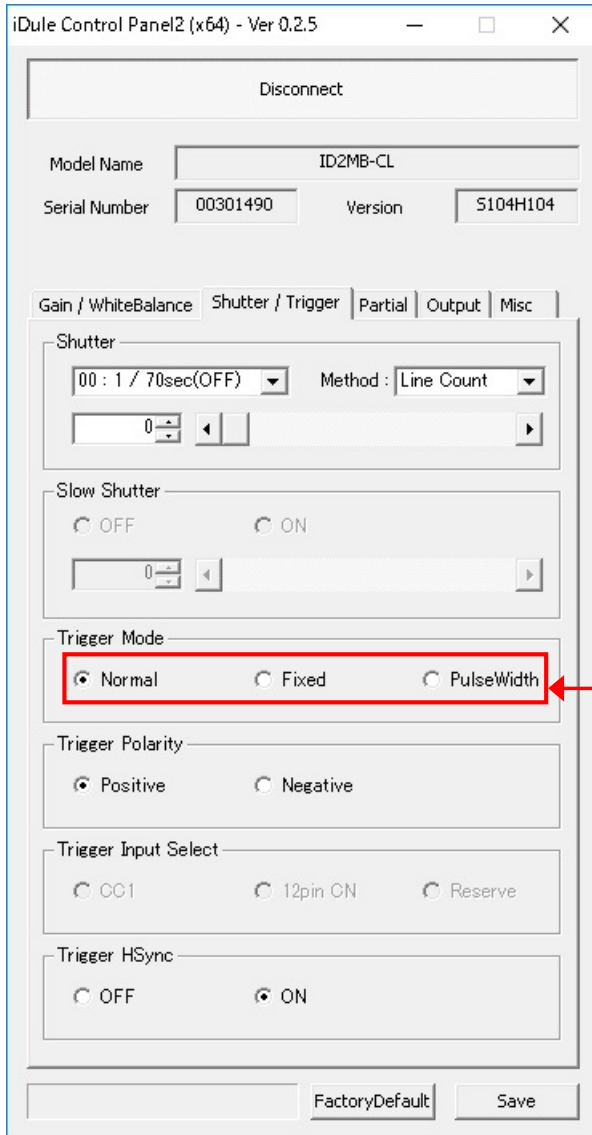 iDule Control Panel2 (x64) - Ver 0.2.5
Disconnect
Model Name ID2MB-CL
Serial Number 00301490 Version S104H104
Gain / WhiteBalance Shutter / Trigger Partial Output Misc
Shutter
00 : 1 / 70sec(OFF) Method : Line Count
0
Slow Shutter
OFF ON
0
Trigger Mode
Normal Fixed PulseWidth
Trigger Polarity
Positive Negative
Trigger Input Select
CC1 12pin CN Reserve
Trigger HSync
OFF ON
FactoryDefault Save